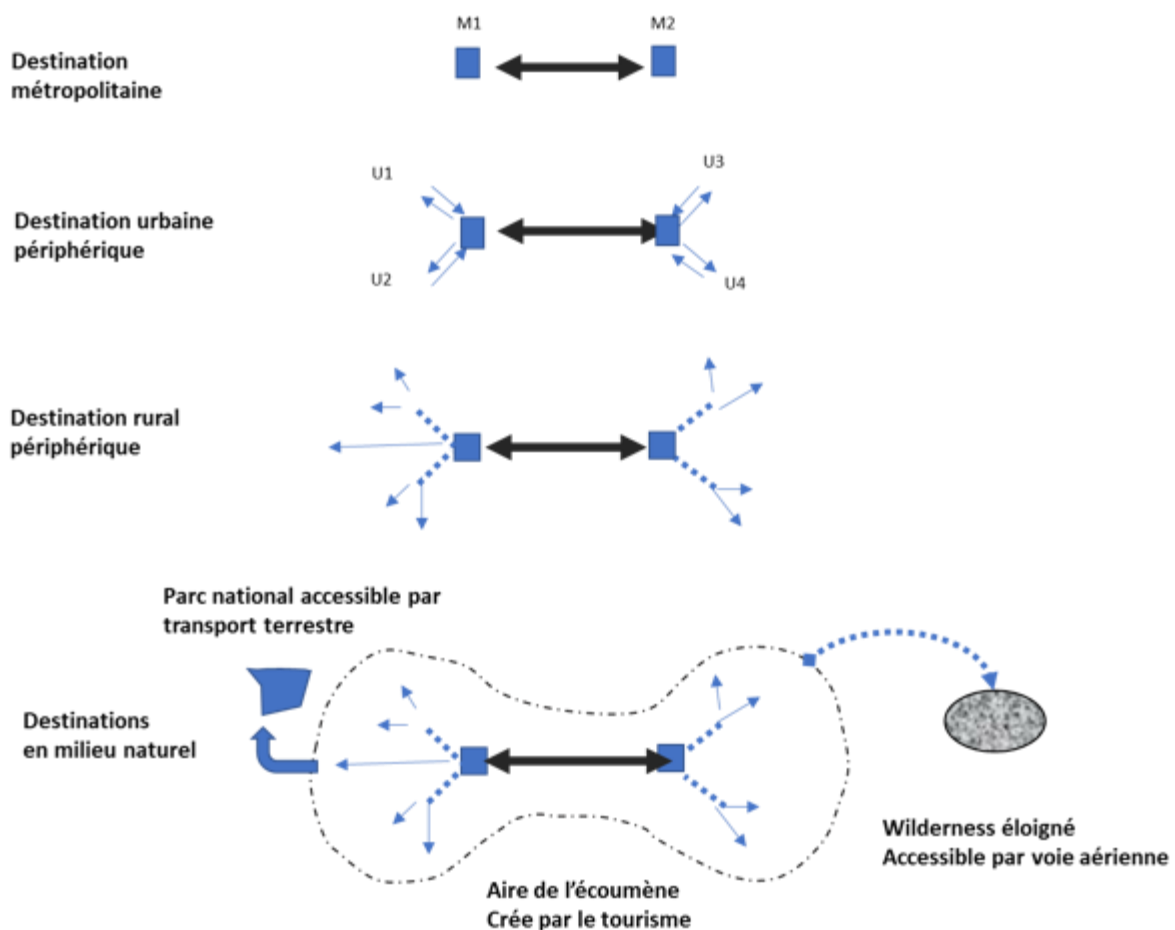 M1
M2
Destination
métropolitaine
U1
U3
Destination urbaine
périphérique
U2
U4
Destination rural
périphérique
Parc national accessible par
transport terrestre
Destinations
en milieu naturel
Wilderness éloigné
Accessible par voie aérienne
Aire de l'écoumène
Crée par le tourisme